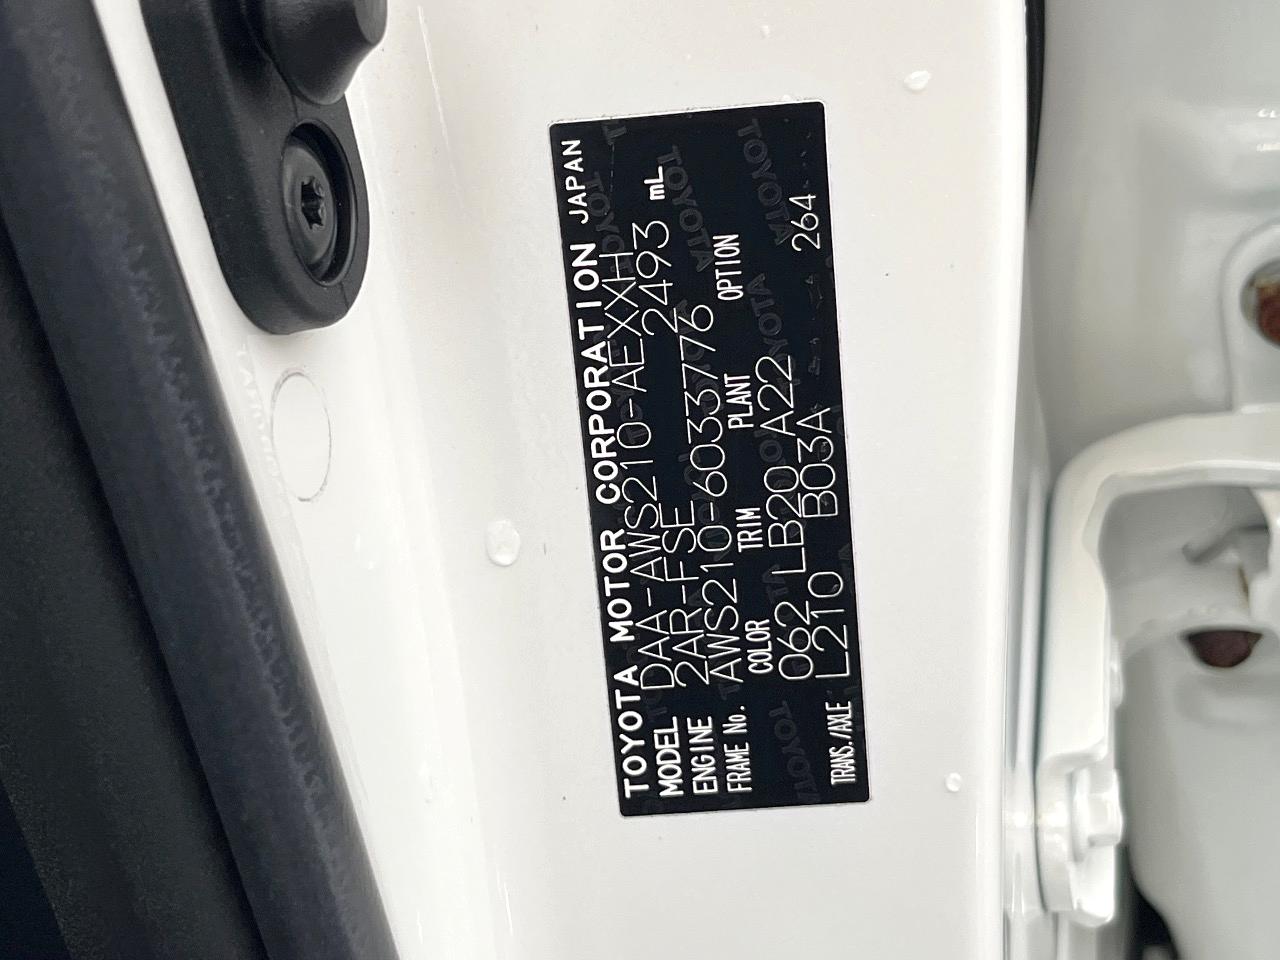 TOYOTA MOTOR CORPORATION JAPAN
MODEL DAA-AWS210-AEXXH
ENGINE 2AR-FSE 2493 mL
FRAME No. AWS210-6033776
COLOR TRIM PLANT OPTION
062 LB20 A22 264
TRANS./AXLE L210 B03A